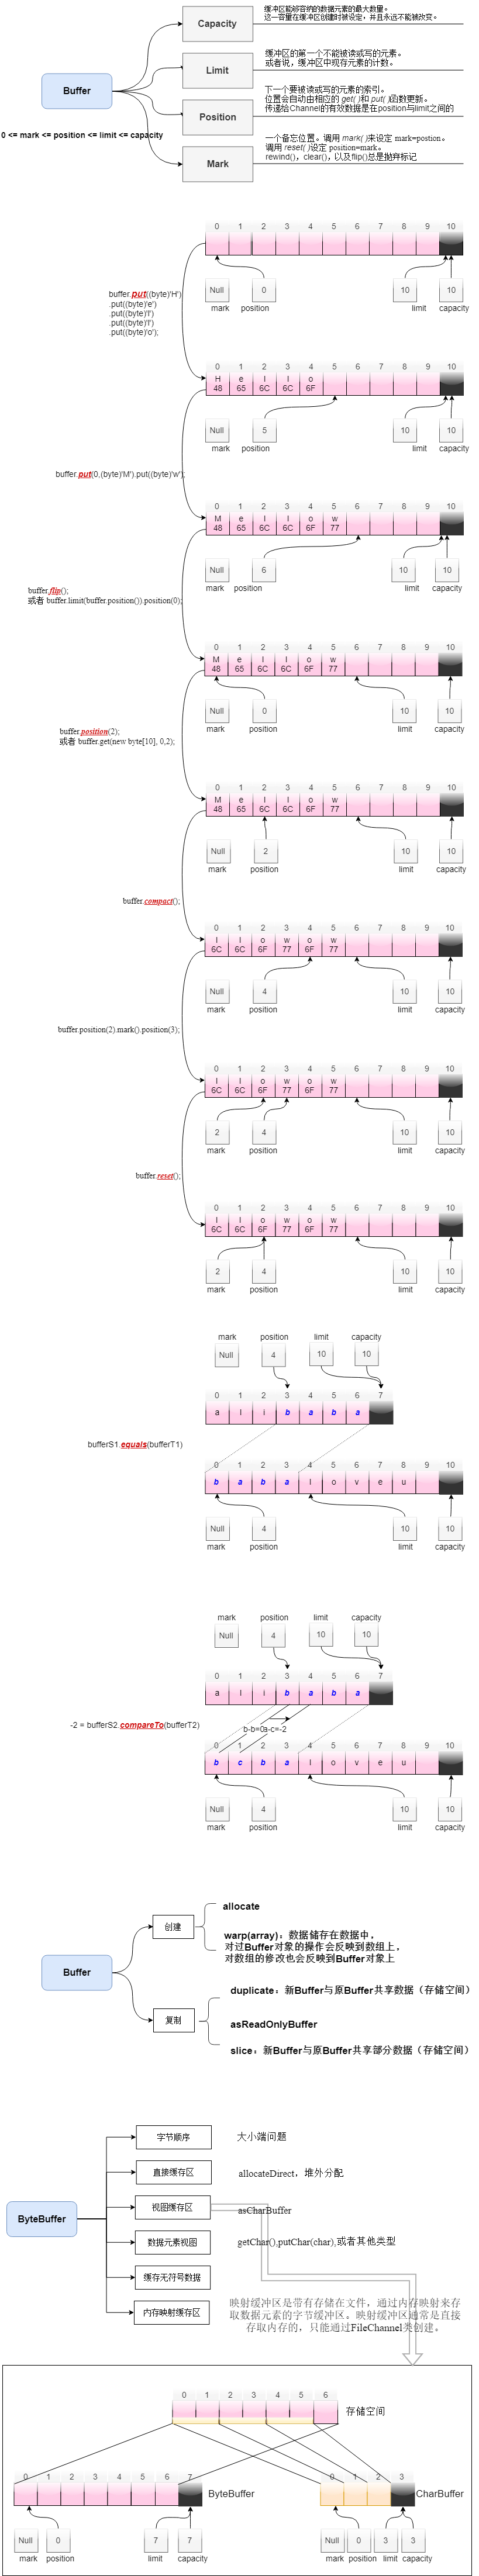 Buffer
0 <= mark <= position <= limit <= capacity
Capacity
缓冲区能够容纳的数据元素的最大数量。
这一容量在缓冲区创建时被设定，并且永远不能被改变。
Limit
缓冲区的第一个不能被读或写的元素。
或者说，缓冲区中现存元素的计数。
Position
下一个要被读或写的元素的索引。
位置会自动由相应的 get( )和 put( )函数更新。
传递给Channel的有效数据是在position与limit之间的
Mark
一个备忘位置。调用 mark( )来设定 mark=postion。
调用 reset( )设定 position=mark。
rewind()，clear()，以及flip()总是抛弃标记
0 1 2 3 4 5 6 7 8 9 10
Null 0 10 10
mark position limit capacity
buffer.put((byte)'H')
.put((byte)'e')
.put((byte)'l')
.put((byte)'l')
.put((byte)'o');
0 1 2 3 4 5 6 7 8 9 10
H e l l o
48 65 6C 6C 6F
Null 5 10 10
mark position limit capacity
buffer.put(0,(byte)'M').put((byte)'w');
0 1 2 3 4 5 6 7 8 9 10
M e l l o w
48 65 6C 6C 6F 77
Null 6 10 10
mark position limit capacity
buffer.flip();
或者 buffer.limit(buffer.position()).position(0);
0 1 2 3 4 5 6 7 8 9 10
M e l l o w
48 65 6C 6C 6F 77
Null 0 10 10
mark position limit capacity
buffer.position(2);
或者 buffer.get(new byte[10], 0,2);
0 1 2 3 4 5 6 7 8 9 10
M e l l o w
48 65 6C 6C 6F 77
Null 2 10 10
mark position limit capacity
buffer.compact();
0 1 2 3 4 5 6 7 8 9 10
l l o w o w
6C 6C 6F 77 6F 77
Null 4 10 10
mark position limit capacity
buffer.position(2).mark().position(3);
0 1 2 3 4 5 6 7 8 9 10
l l o w o w
6C 6C 6F 77 6F 77
2 4 10 10
mark position limit capacity
buffer.reset();
0 1 2 3 4 5 6 7 8 9 10
l l o w o w
6C 6C 6F 77 6F 77
2 4 10 10
mark position limit capacity
mark position limit capacity
Null 4 10 10
0 1 2 3 4 5 6 7
a l i b a b a
bufferS1.equals(bufferT1)
0 1 2 3 4 5 6 7 8 9 10
b a b a l o v e u
Null 4 10 10
mark position limit capacity
mark position limit capacity
Null 4 10 10
0 1 2 3 4 5 6 7
a l i b a b a
-2 = bufferS2.compareTo(bufferT2)
b-b=0a-c=-2
0 1 2 3 4 5 6 7 8 9 10
b c b a l o v e u
Null 4 10 10
mark position limit capacity
Buffer
创建
allocate
warp(array)：数据储存在数据中，
对过Buffer对象的操作会反映到数组上，
对数组的修改也会反映到Buffer对象上
复制
duplicate：新Buffer与原Buffer共享数据（存储空间）
asReadOnlyBuffer
slice：新Buffer与原Buffer共享部分数据（存储空间）
ByteBuffer
字节顺序
大小端问题
直接缓存区
allocateDirect，堆外分配
视图缓存区
asCharBuffer
数据元素视图
getChar(),putChar(char),或者其他类型
缓存无符号数据
内存映射缓存区
映射缓冲区是带有存储在文件，通过内存映射来存
取数据元素的字节缓冲区。映射缓冲区通常是直接
存取内存的，只能通过FileChannel类创建。
0 1 2 3 4 5 6
存储空间
0 1 2 3 4 5 6 7
ByteBuffer
0 1 2 3
CharBuffer
Null 0 7 7
mark position limit capacity
Null 0 3 3
mark position limit capacity